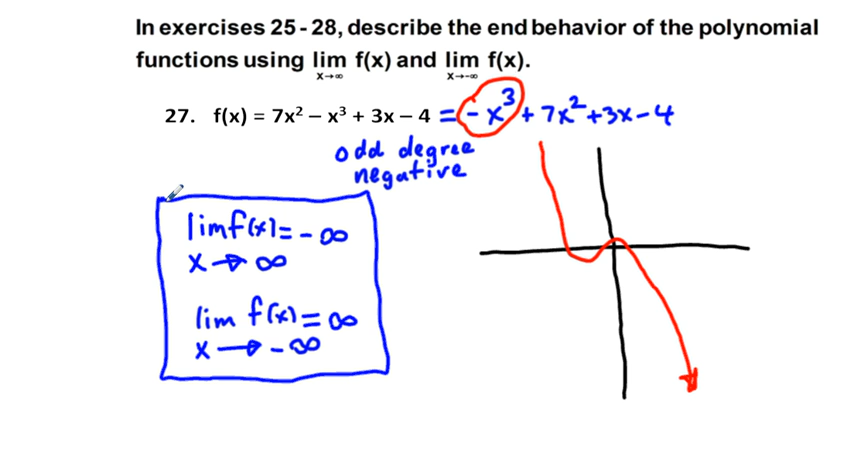 In exercises 25 - 28, describe the end behavior of the polynomial
functions using lim f(x) and lim f(x).
x→∞ x→-∞
27. f(x) = 7x² − x³ + 3x − 4 = -x³ + 7x² + 3x - 4
odd degree
negative
lim f(x) = - ∞
x → ∞
lim f(x) = ∞
x → - ∞